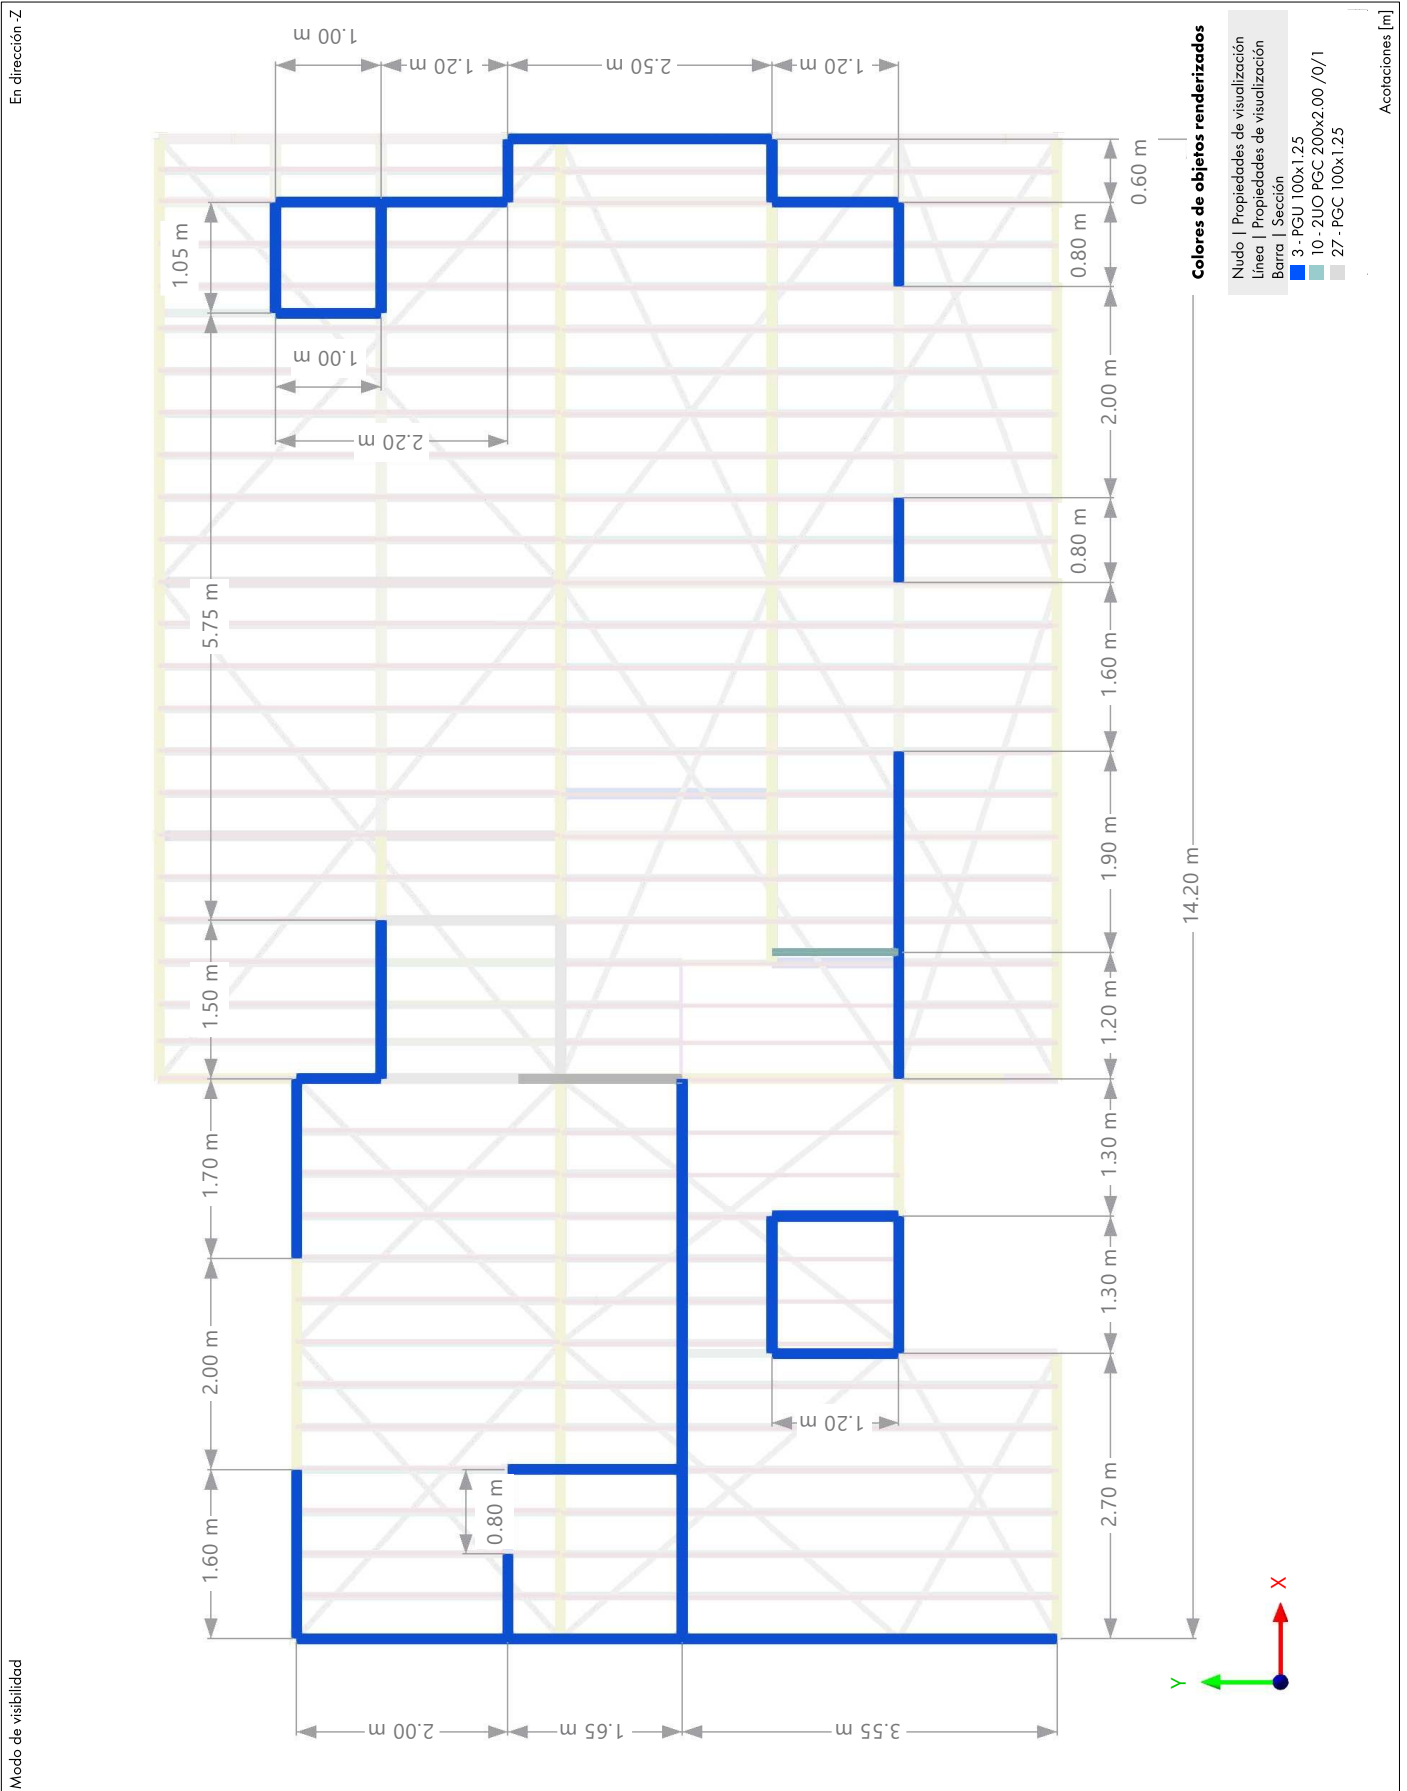 Modo de visibilidad
En dirección -Z
1.00 m
1.20 m
2.50 m
1.20 m
1.05 m
5.75 m
1.50 m
1.70 m
2.00 m
1.60 m
1.00 m
2.20 m
0.80 m
1.20 m
0.60 m
0.80 m
2.00 m
0.80 m
1.60 m
1.90 m
1.20 m
1.30 m
1.30 m
2.70 m
14.20 m
2.00 m
1.65 m
3.55 m
Y
X
Colores de objetos renderizados
Nudo | Propiedades de visualización
Línea | Propiedades de visualización
Barra | Sección
3 - PGU 100x1.25
10 - 2UO PGC 200x2.00 /0/1
27 - PGC 100x1.25
Acotaciones [m]